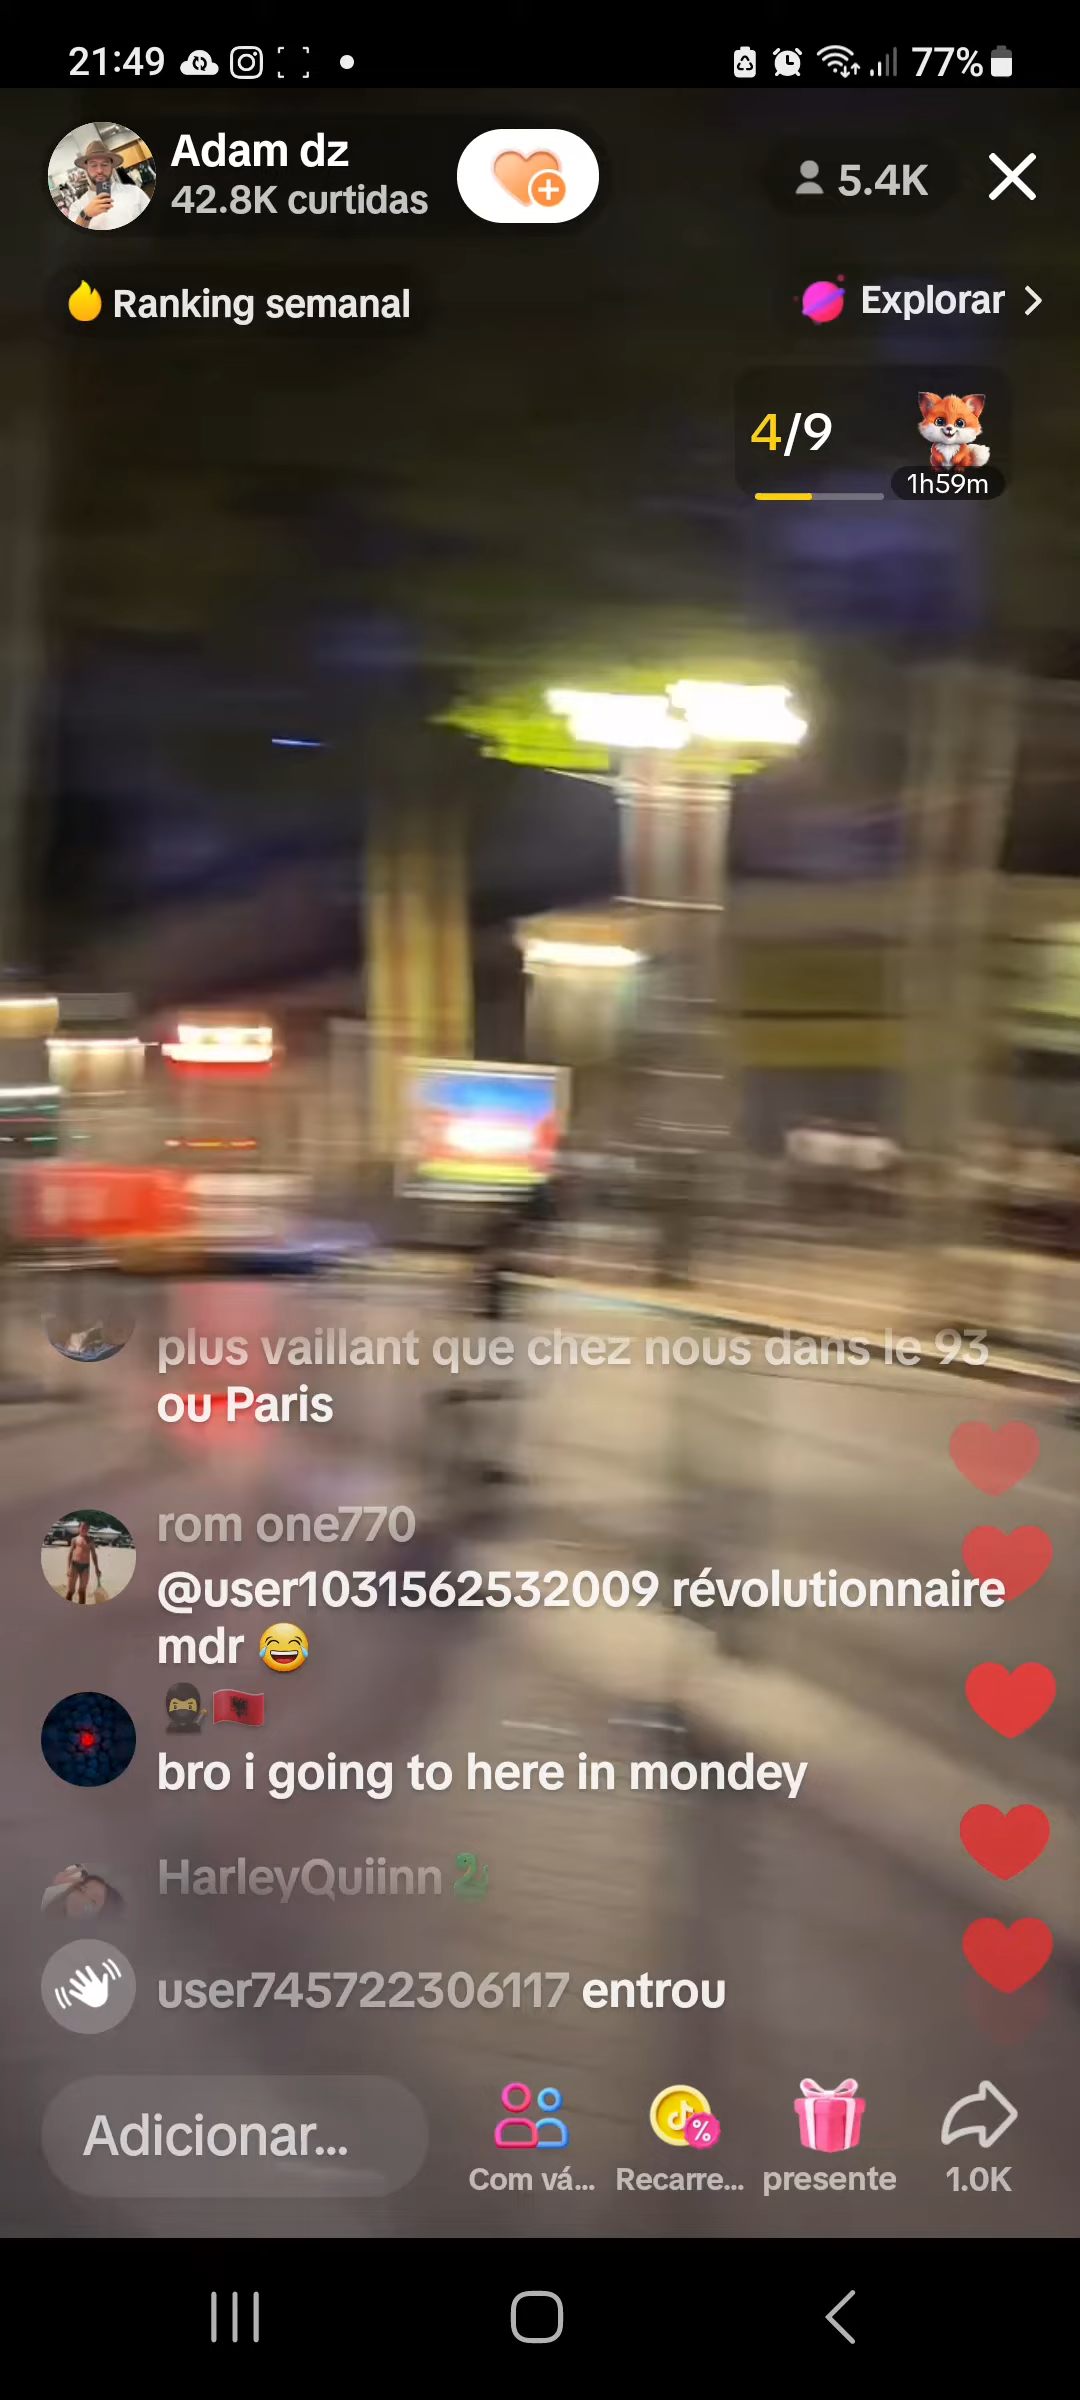 21:49
77%
Adam dz
42.8K curtidas
5.4K
Ranking semanal
Explorar
4/9
1h59m
plus vaillant que chez nous dans le 93
ou Paris
rom one770
@user1031562532009 révolutionnaire
mdr 😂
🥷🇦🇱
bro i going to here in mondey
HarleyQuiinn🐍
user745722306117 entrou
Adicionar...
Com vá...
Recarre...
presente
1.0K